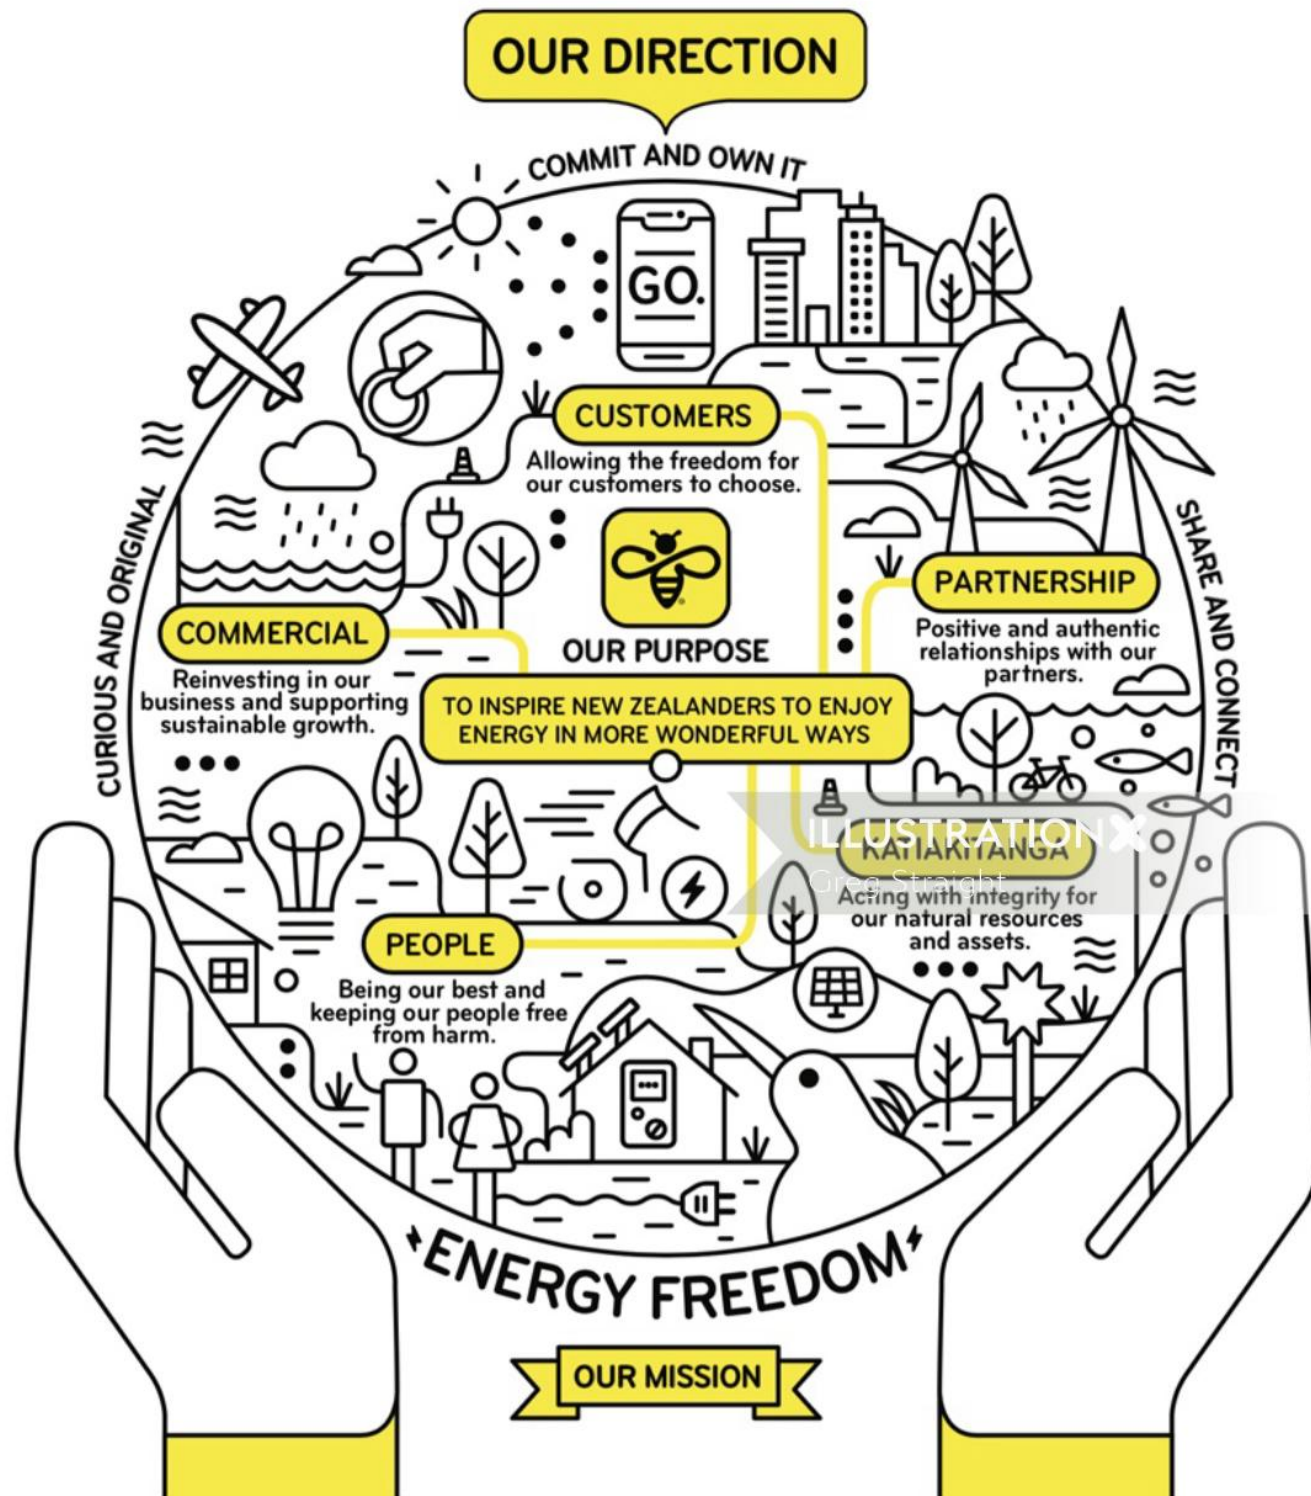 OUR DIRECTION
COMMIT AND OWN IT
GO.
CUSTOMERS
Allowing the freedom for
our customers to choose.
CURIOUS AND ORIGINAL
SHARE AND CONNECT
PARTNERSHIP
Positive and authentic
relationships with our
partners.
COMMERCIAL
Reinvesting in our
business and supporting
sustainable growth.
OUR PURPOSE
TO INSPIRE NEW ZEALANDERS TO ENJOY
ENERGY IN MORE WONDERFUL WAYS
ILLUSTRATIONX
Greg Straight
KAITIAKITANGA
Acting with integrity for
our natural resources
and assets.
PEOPLE
Being our best and
keeping our people free
from harm.
ENERGY FREEDOM
OUR MISSION